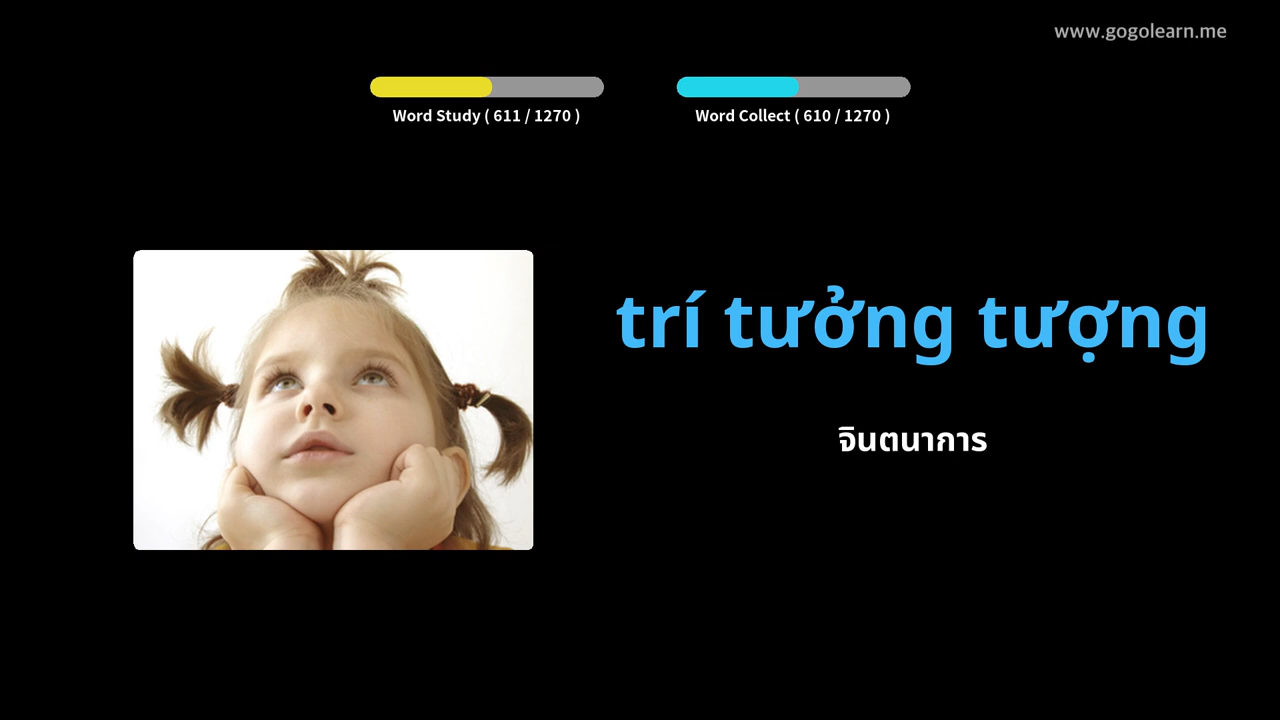 www.gogolearn.me
Word Study ( 611 / 1270 )
Word Collect ( 610 / 1270 )
trí tưởng tượng
จินตนาการ